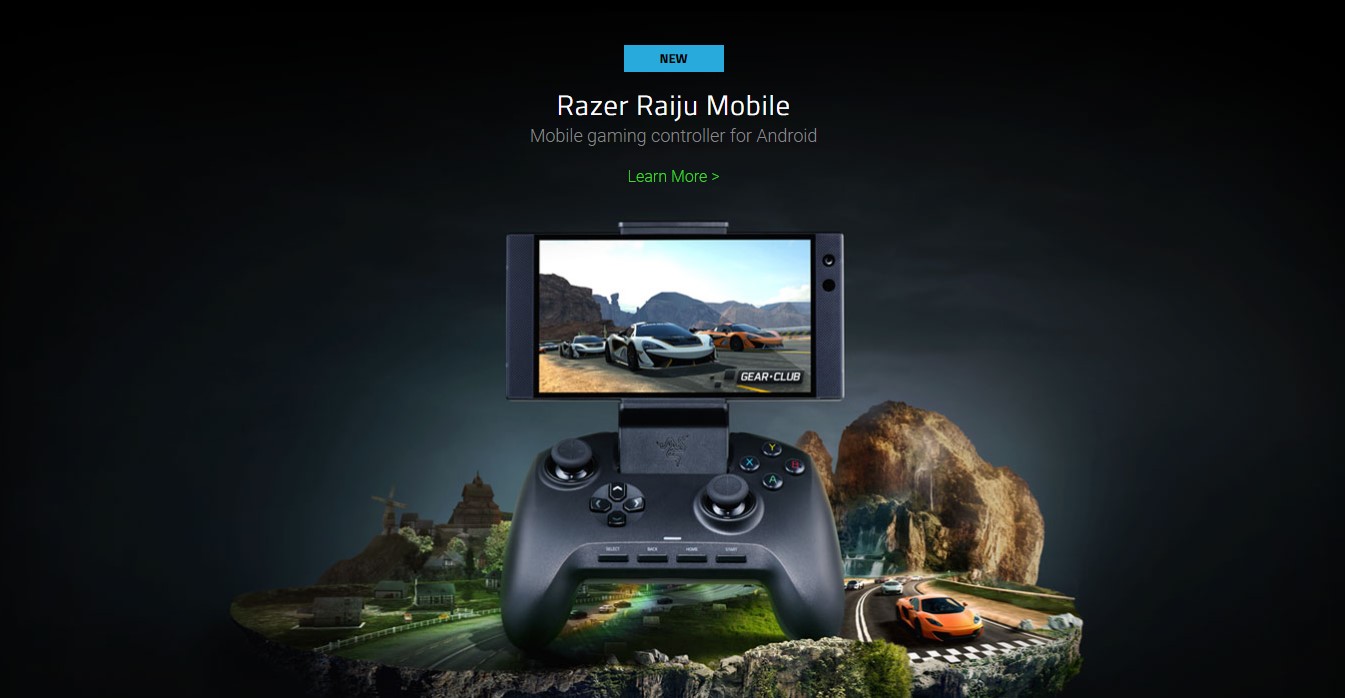 NEW
Razer Raiju Mobile
Mobile gaming controller for Android
Learn More >
GEAR·CLUB
Y
X
B
A
SELECT BACK HOME START